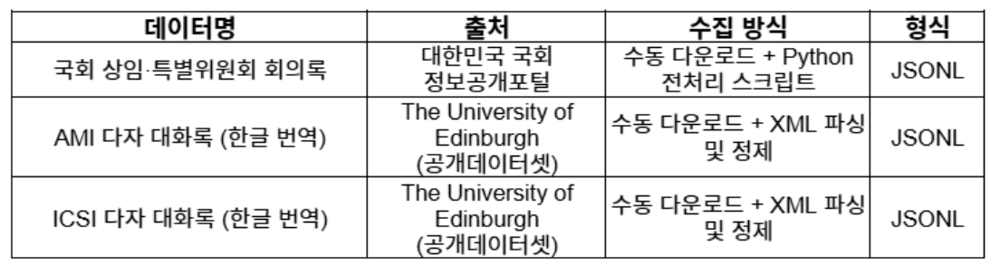 데이터명 출처 수집 방식 형식
국회 상임·특별위원회 회의록 대한민국 국회 정보공개포털 수동 다운로드 + Python 전처리 스크립트 JSONL
AMI 다자 대화록 (한글 번역) The University of Edinburgh (공개데이터셋) 수동 다운로드 + XML 파싱 및 정제 JSONL
ICSI 다자 대화록 (한글 번역) The University of Edinburgh (공개데이터셋) 수동 다운로드 + XML 파싱 및 정제 JSONL